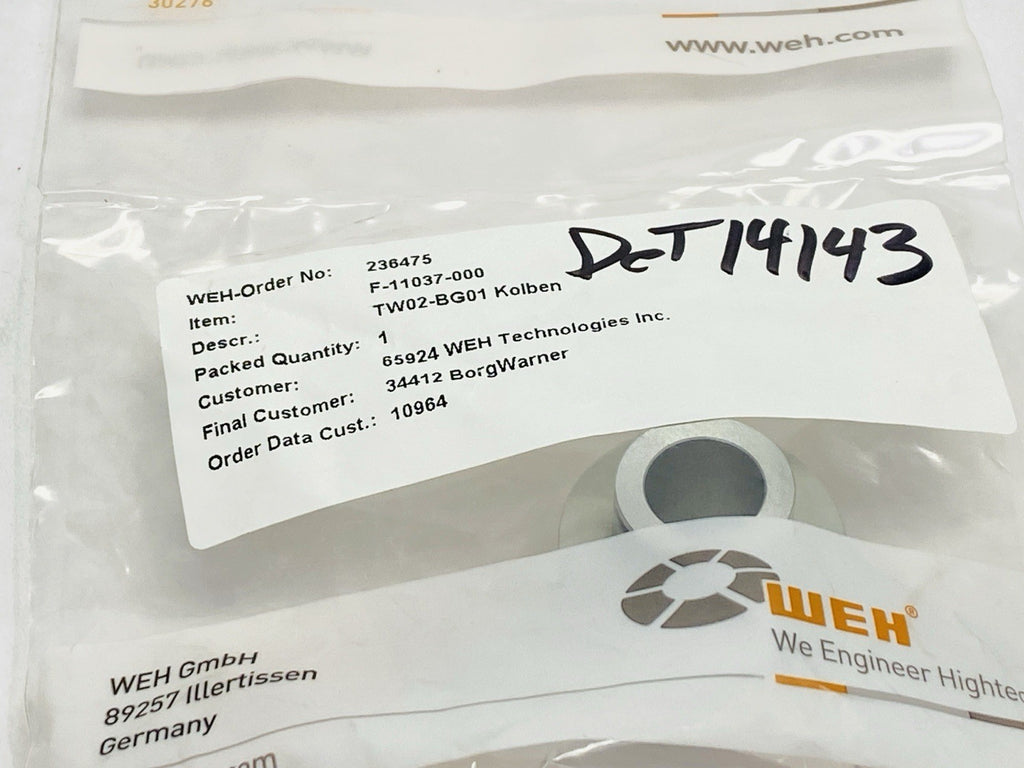 30278
www.weh.com
DCT14143
WEH-Order No: 236475
Item: F-11037-000
Descr.: TW02-BG01 Kolben
Packed Quantity: 1
Customer: 65924 WEH Technologies Inc.
Final Customer: 34412 BorgWarner
Order Data Cust.: 10964
WEH®
We Engineer Hightec
WEH GmbH
89257 Illertissen
Germany